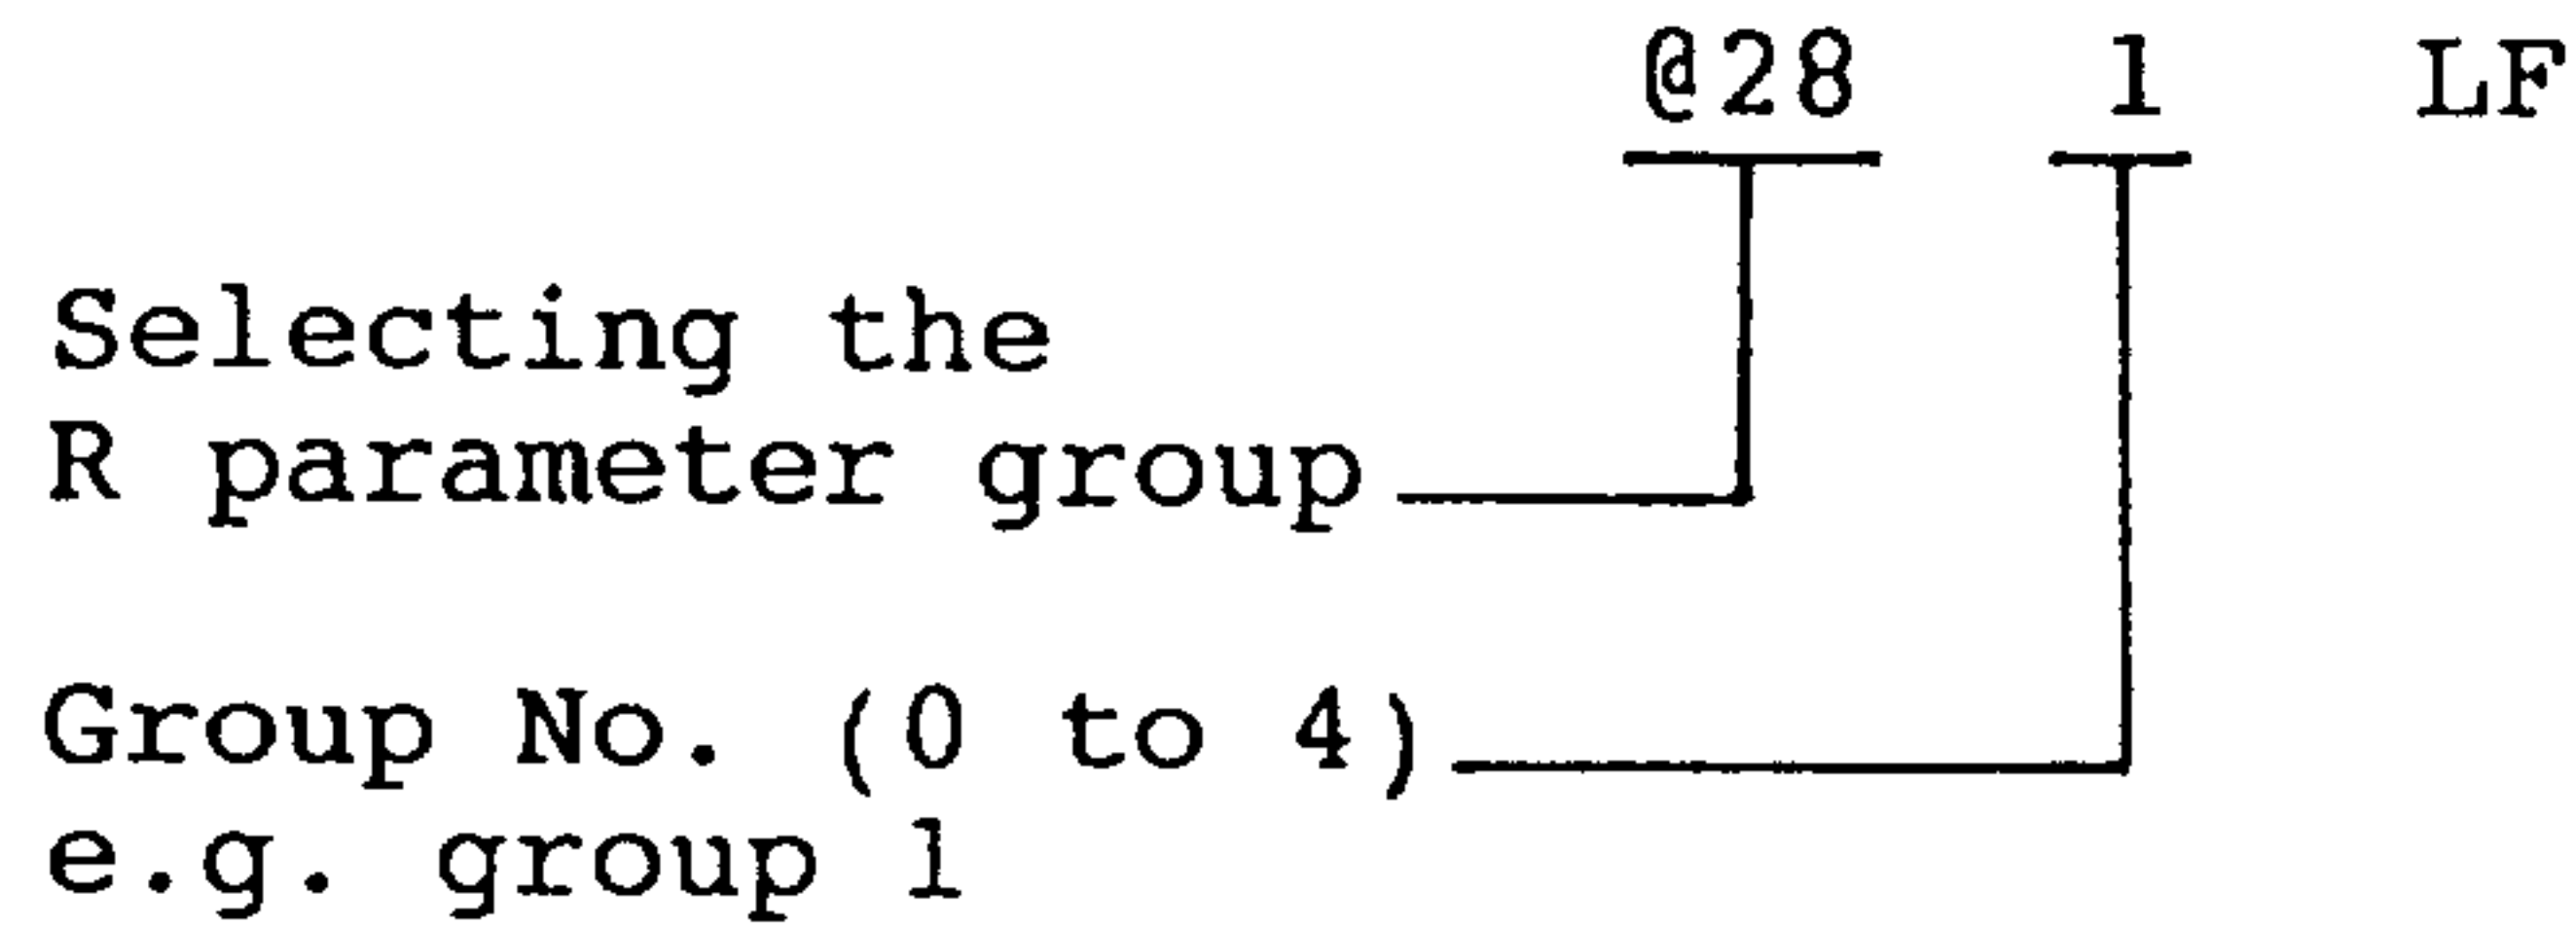 @28 1 LF
Selecting the
R parameter group
Group No. (0 to 4)
e.g. group 1